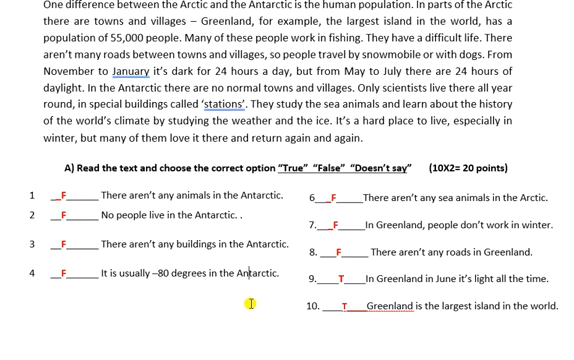 One difference between the Arctic and the Antarctic is the human population. In parts of the Arctic
there are towns and villages – Greenland, for example, the largest island in the world, has a
population of 55,000 people. Many of these people work in fishing. They have a difficult life. There
aren't many roads between towns and villages, so people travel by snowmobile or with dogs. From
November to January it's dark for 24 hours a day, but from May to July there are 24 hours of
daylight. In the Antarctic there are no normal towns and villages. Only scientists live there all year
round, in special buildings called 'stations'. They study the sea animals and learn about the history
of the world's climate by studying the weather and the ice. It's a hard place to live, especially in
winter, but many of them love it there and return again and again.
A) Read the text and choose the correct option "True" "False" "Doesn't say" (10X2= 20 points)
1 __F______ There aren't any animals in the Antarctic.
2 __F______ No people live in the Antarctic. .
3 __F______ There aren't any buildings in the Antarctic.
4 __F______ It is usually –80 degrees in the Antarctic.
6__F_____There aren't any sea animals in the Arctic.
7.__F_____In Greenland, people don't work in winter.
8. ___F_____ There aren't any roads in Greenland.
9. ___T____In Greenland in June it's light all the time.
10. ___T___ Greenland is the largest island in the world.